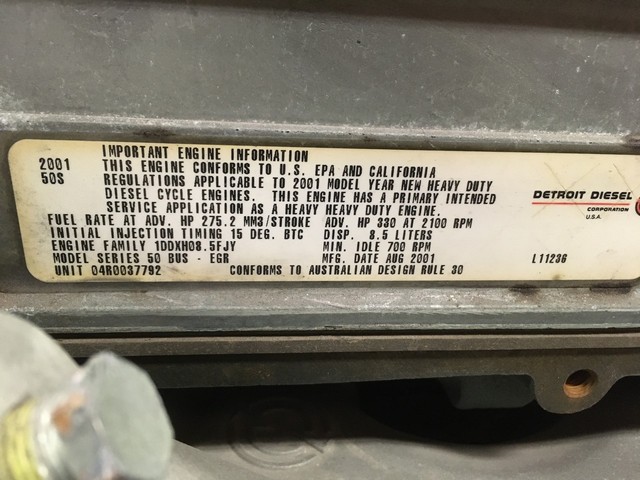 IMPORTANT ENGINE INFORMATION
2001 THIS ENGINE CONFORMS TO U.S. EPA AND CALIFORNIA
50S REGULATIONS APPLICABLE TO 2001 MODEL YEAR NEW HEAVY DUTY
DIESEL CYCLE ENGINES. THIS ENGINE HAS A PRIMARY INTENDED
SERVICE APPLICATION AS A HEAVY HEAVY DUTY ENGINE.
FUEL RATE AT ADV. HP 275.2 MM3/STROKE ADV. HP 330 AT 2100 RPM
INITIAL INJECTION TIMING 15 DEG. BTC DISP. 8.5 LITERS
ENGINE FAMILY 1DDXH08.5FJY MIN. IDLE 700 RPM
MODEL SERIES 50 BUS - EGR MFG. DATE AUG 2001
UNIT 04R0037792 CONFORMS TO AUSTRALIAN DESIGN RULE 30
DETROIT DIESEL
CORPORATION
U.S.A.
L11236